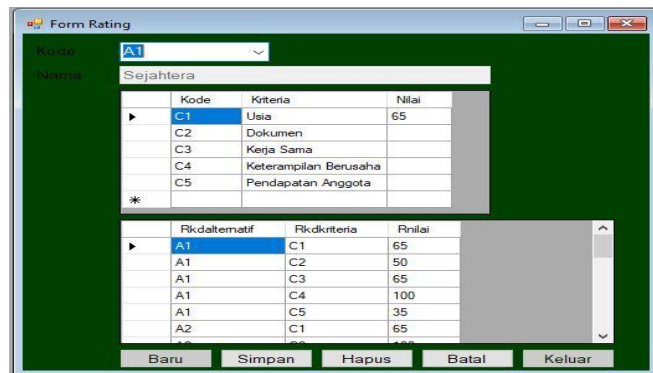 Form Rating
Kode A1
Nama Sejahtera
Kode Kriteria Nilai
C1 Usia 65
C2 Dokumen
C3 Kerja Sama
C4 Keterampilan Berusaha
C5 Pendapatan Anggota
Rkdalternatif Rkdkriteria Rnilai
A1 C1 65
A1 C2 50
A1 C3 65
A1 C4 100
A1 C5 35
A2 C1 65
Baru Simpan Hapus Batal Keluar